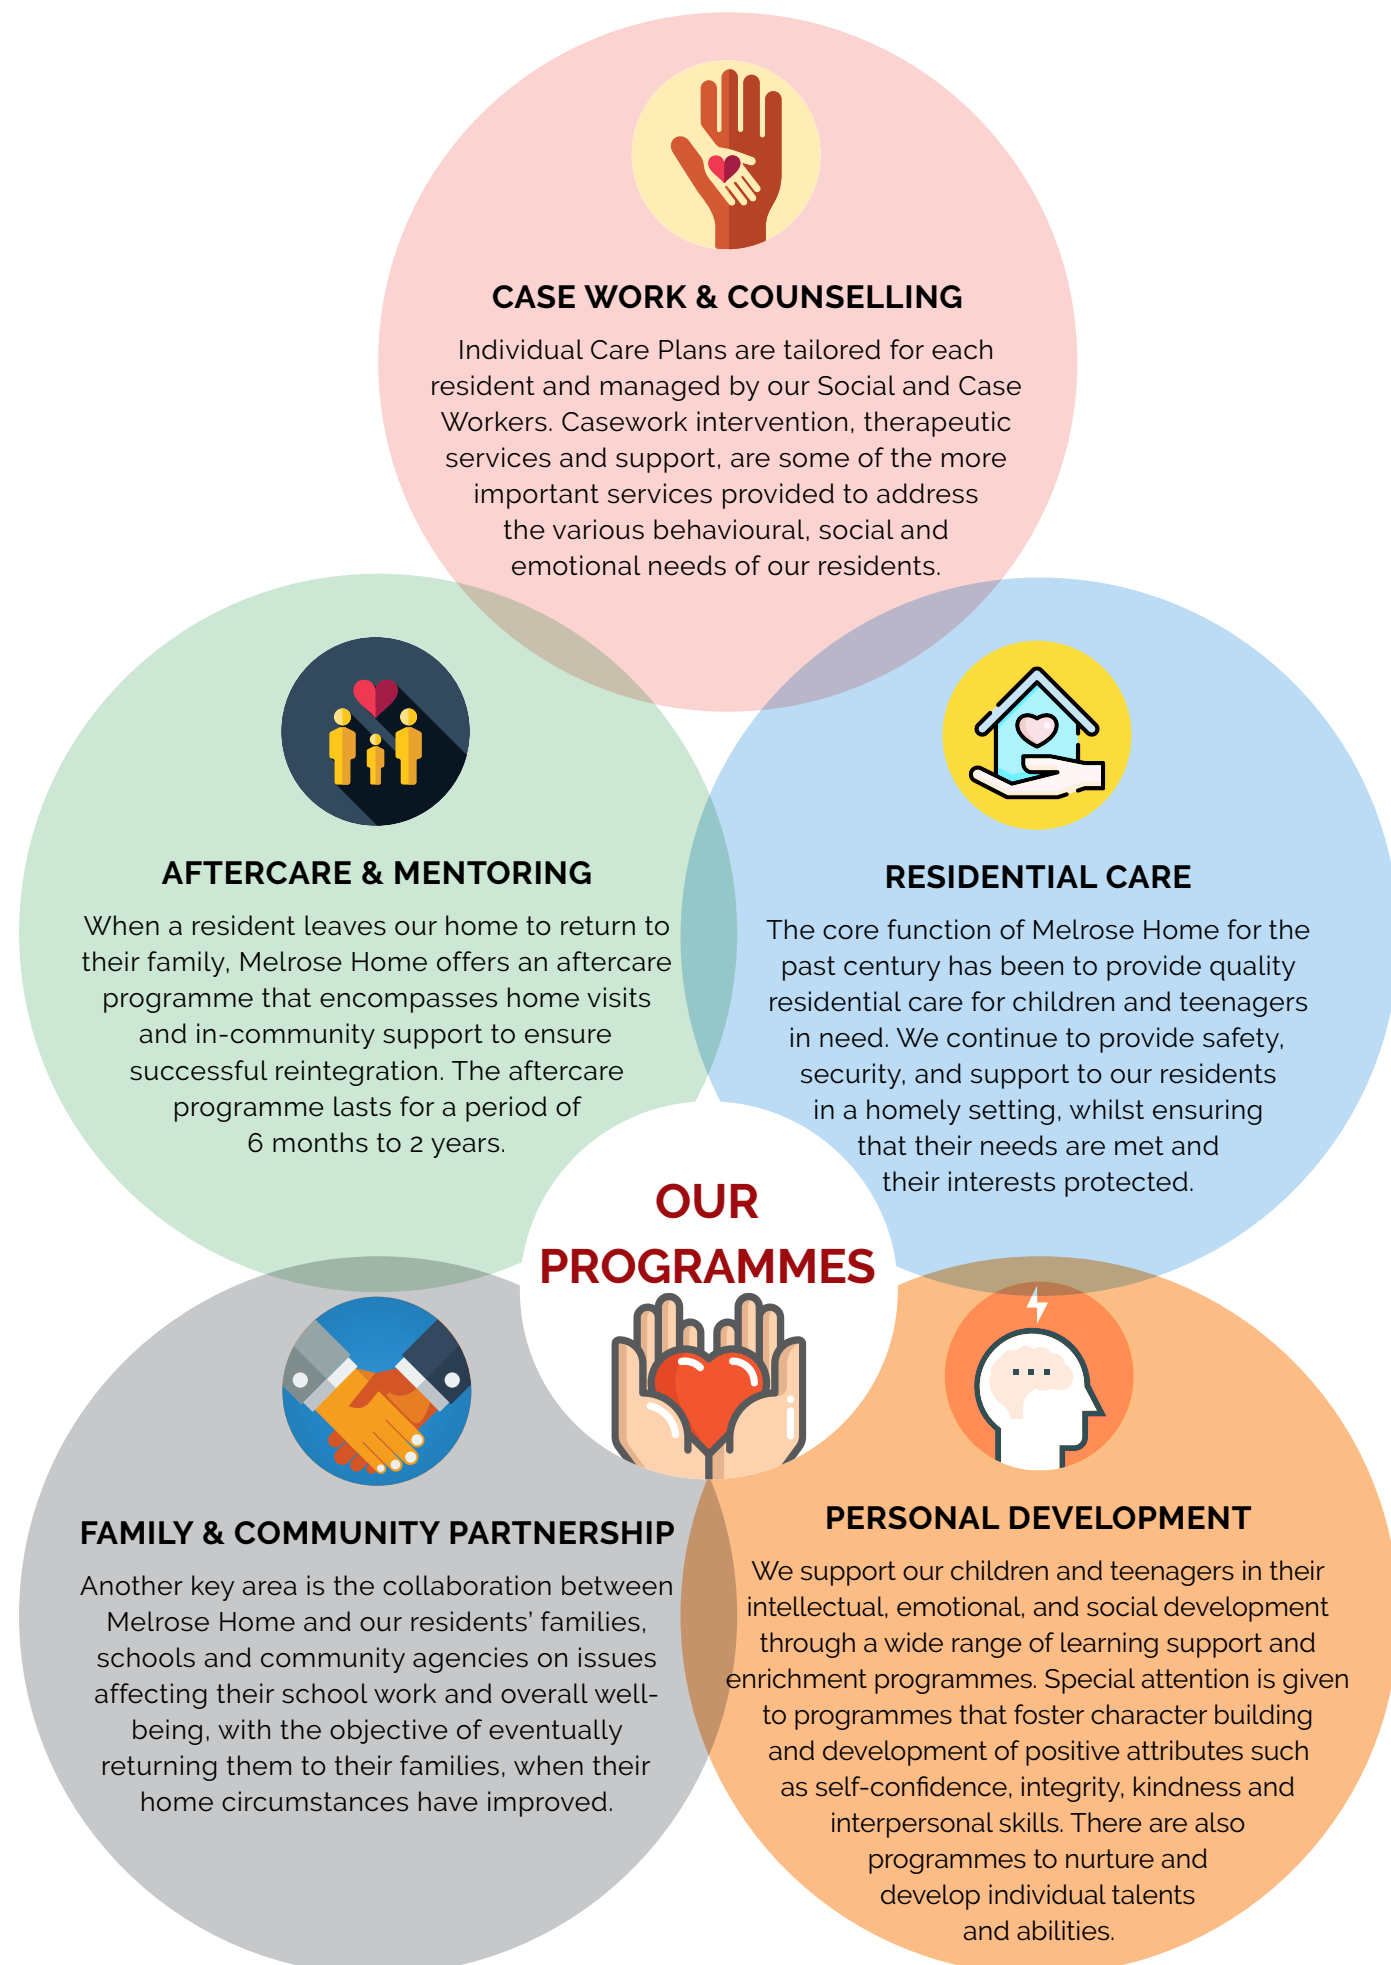 CASE WORK & COUNSELLING
Individual Care Plans are tailored for each
resident and managed by our Social and Case
Workers. Casework intervention, therapeutic
services and support, are some of the more
important services provided to address
the various behavioural, social and
emotional needs of our residents.
AFTERCARE & MENTORING
When a resident leaves our home to return to
their family, Melrose Home offers an aftercare
programme that encompasses home visits
and in-community support to ensure
successful reintegration. The aftercare
programme lasts for a period of
6 months to 2 years.
RESIDENTIAL CARE
The core function of Melrose Home for the
past century has been to provide quality
residential care for children and teenagers
in need. We continue to provide safety,
security, and support to our residents
in a homely setting, whilst ensuring
that their needs are met and
their interests protected.
OUR
PROGRAMMES
FAMILY & COMMUNITY PARTNERSHIP
Another key area is the collaboration between
Melrose Home and our residents' families,
schools and community agencies on issues
affecting their school work and overall well-
being, with the objective of eventually
returning them to their families, when their
home circumstances have improved.
PERSONAL DEVELOPMENT
We support our children and teenagers in their
intellectual, emotional, and social development
through a wide range of learning support and
enrichment programmes. Special attention is given
to programmes that foster character building
and development of positive attributes such
as self-confidence, integrity, kindness and
interpersonal skills. There are also
programmes to nurture and
develop individual talents
and abilities.